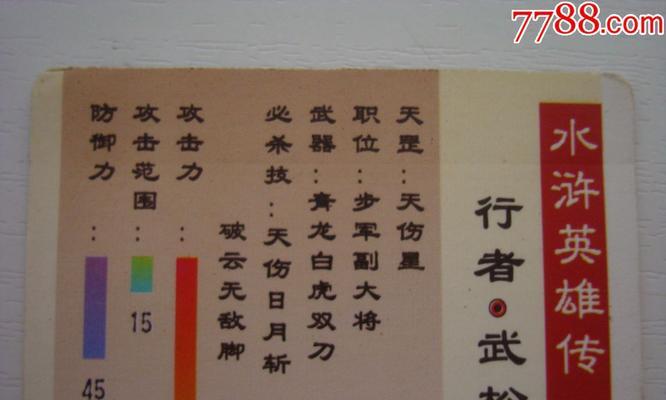 7788.com
水浒英雄传
行者·武松
天罡：天伤星
职位：步军副大将
武器：青龙白虎双刀
必杀技：天伤日月斩
破云无敌脚
攻击力：
攻击范围：
15
防御力：
45